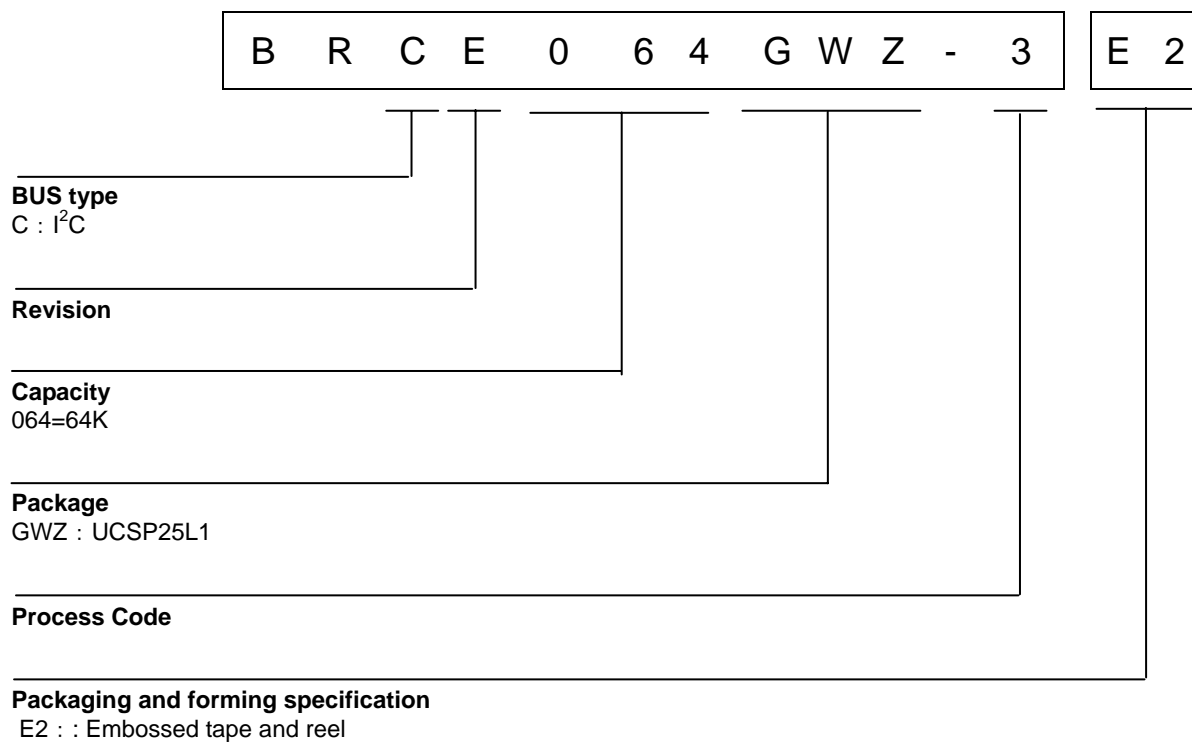 B R C E 0 6 4 G W Z - 3 E 2
BUS type
C : I²C
Revision
Capacity
064=64K
Package
GWZ : UCSP25L1
Process Code
Packaging and forming specification
E2 : : Embossed tape and reel